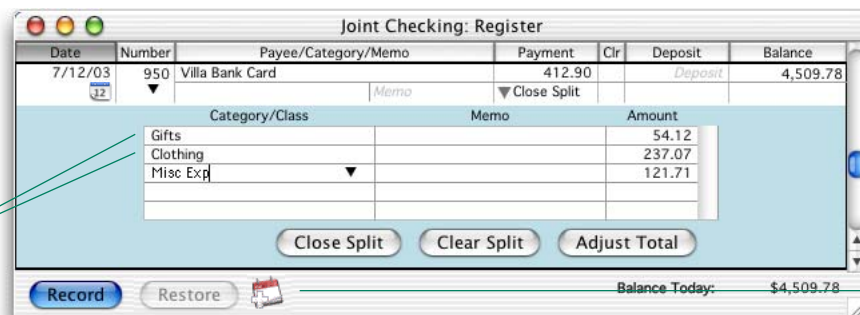 Joint Checking: Register
Date Number Payee/Category/Memo Payment Clr Deposit Balance
7/12/03 950 Villa Bank Card 412.90 Deposit 4,509.78
12 Memo Close Split
Category/Class Memo Amount
Gifts 54.12
Clothing 237.07
Misc Exp 121.71
Close Split Clear Split Adjust Total
Record Restore Balance Today: $4,509.78